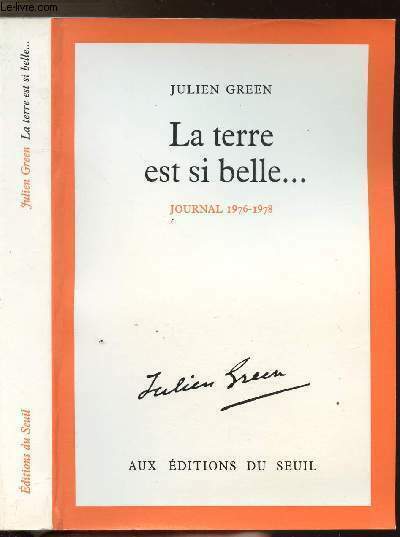 Le-livre.com
JULIEN GREEN
La terre
est si belle...
JOURNAL 1976-1978
Julien Green
AUX ÉDITIONS DU SEUIL
Julien Green La terre est si belle...
Éditions du Seuil